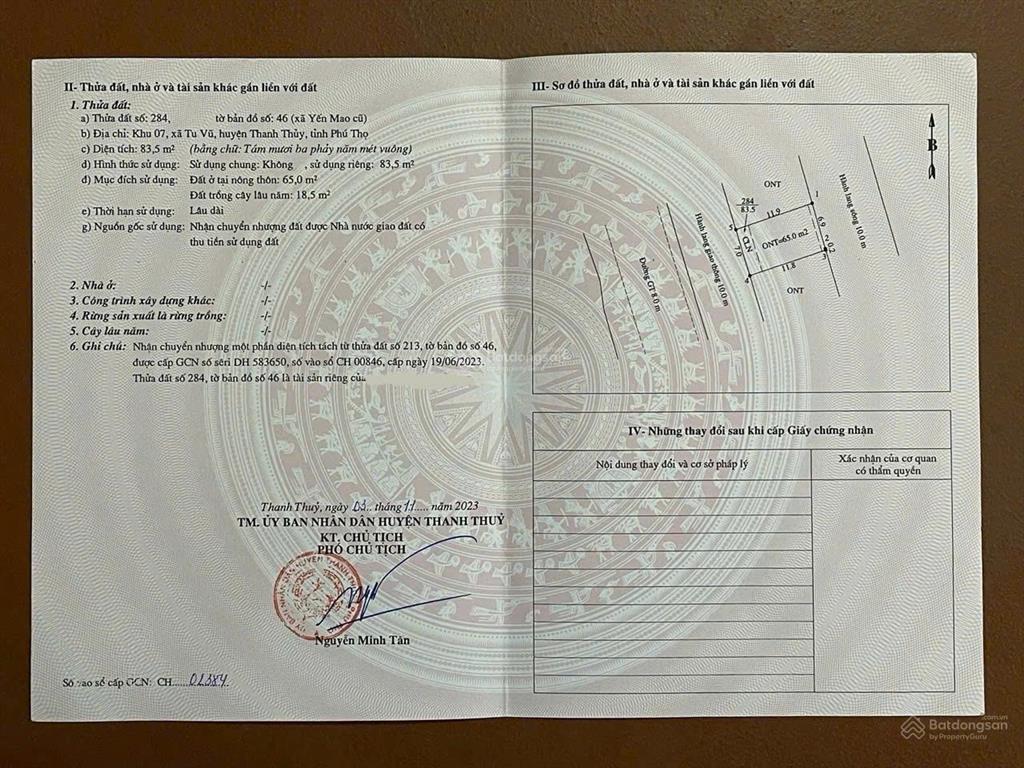 II- Thửa đất, nhà ở và tài sản khác gắn liền với đất
1. Thửa đất:
a) Thửa đất số: 284, tờ bản đồ số: 46 (xã Yến Mao cũ)
b) Địa chỉ: Khu 07, xã Tu Vũ, huyện Thanh Thủy, tỉnh Phú Thọ
c) Diện tích: 83,5 m² (bằng chữ: Tám mươi ba phảy năm mét vuông)
d) Hình thức sử dụng: Sử dụng chung: Không , sử dụng riêng: 83,5 m²
đ) Mục đích sử dụng: Đất ở tại nông thôn: 65,0 m²
Đất trồng cây lâu năm: 18,5 m²
e) Thời hạn sử dụng: Lâu dài
g) Nguồn gốc sử dụng: Nhận chuyển nhượng đất được Nhà nước giao đất có
thu tiền sử dụng đất
2. Nhà ở: -/-
3. Công trình xây dựng khác: -/-
4. Rừng sản xuất là rừng trồng: -/-
5. Cây lâu năm: -/-
6. Ghi chú: Nhận chuyển nhượng một phần diện tích tách từ thửa đất số 213, tờ bản đồ số 46,
được cấp GCN số sêri DH 583650, số vào sổ CH 00846, cấp ngày 19/06/2023.
Thửa đất số 284, tờ bản đồ số 46 là tài sản riêng của
Thanh Thuỷ, ngày 03.. tháng 11..... năm 2023
TM. ỦY BAN NHÂN DÂN HUYỆN THANH THUỶ
KT. CHỦ TỊCH
PHÓ CHỦ TỊCH
Nguyễn Minh Tân
Số vào sổ cấp GCN: CH......01384.
III- Sơ đồ thửa đất, nhà ở và tài sản khác gắn liền với đất
B
ONT
284
83.5
11.9
1
5
6.9
ONT=65.0 m2
7.0
2
0.2
3
4
11.8
ONT
Hành lang sông 10.0 m
Hành lang giao thông 10.0 m
Đường GT 8.0 m
IV- Những thay đổi sau khi cấp Giấy chứng nhận
Nội dung thay đổi và cơ sở pháp lý
Xác nhận của cơ quan
có thẩm quyền
Batdongsan
Batdongsan.com.vn
by PropertyGuru